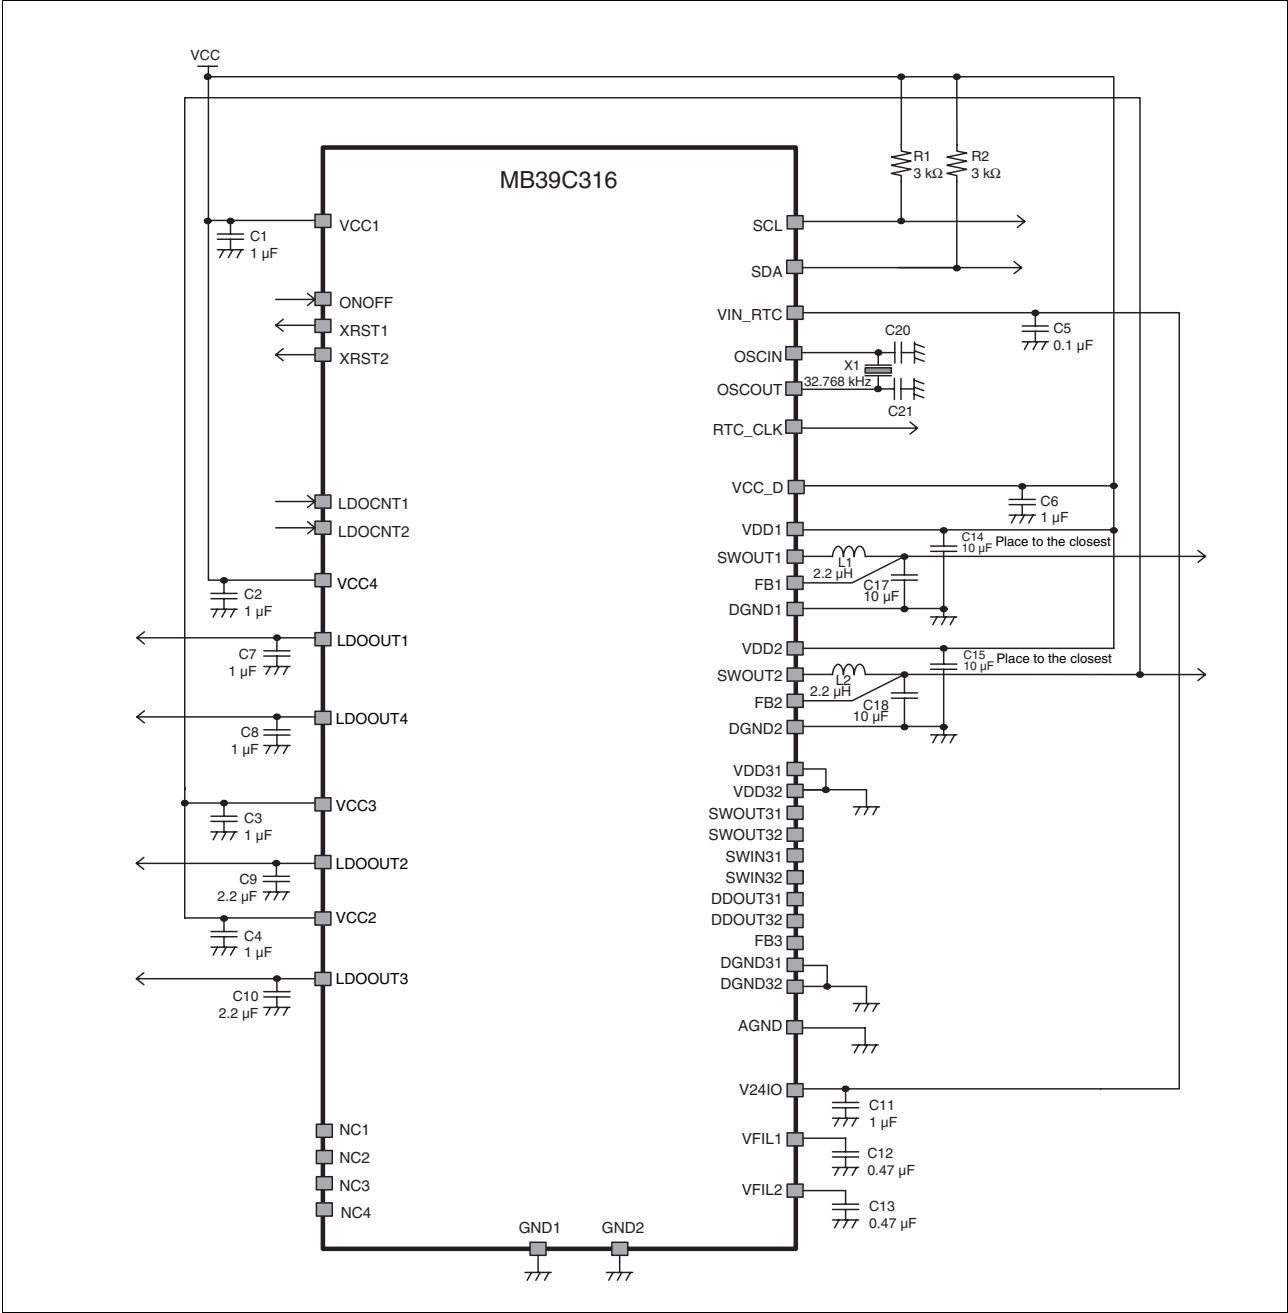 VCC
MB39C316
R1
3 kΩ
R2
3 kΩ
VCC1
C1
1 µF
ONOFF
XRST1
XRST2
LDOCNT1
LDOCNT2
VCC4
C2
1 µF
LDOOUT1
C7
1 µF
LDOOUT4
C8
1 µF
VCC3
C3
1 µF
LDOOUT2
C9
2.2 µF
VCC2
C4
1 µF
LDOOUT3
C10
2.2 µF
NC1
NC2
NC3
NC4
GND1
GND2
SCL
SDA
VIN_RTC
C5
0.1 µF
OSCIN
C20
X1
32.768 kHz
OSCOUT
C21
RTC_CLK
VCC_D
C6
1 µF
VDD1
C14
10 µF
Place to the closest
SWOUT1
L1
2.2 µH
FB1
C17
10 µF
DGND1
VDD2
C15
10 µF
Place to the closest
SWOUT2
L2
2.2 µH
FB2
C18
10 µF
DGND2
VDD31
VDD32
SWOUT31
SWOUT32
SWIN31
SWIN32
DDOUT31
DDOUT32
FB3
DGND31
DGND32
AGND
V24IO
C11
1 µF
VFIL1
C12
0.47 µF
VFIL2
C13
0.47 µF